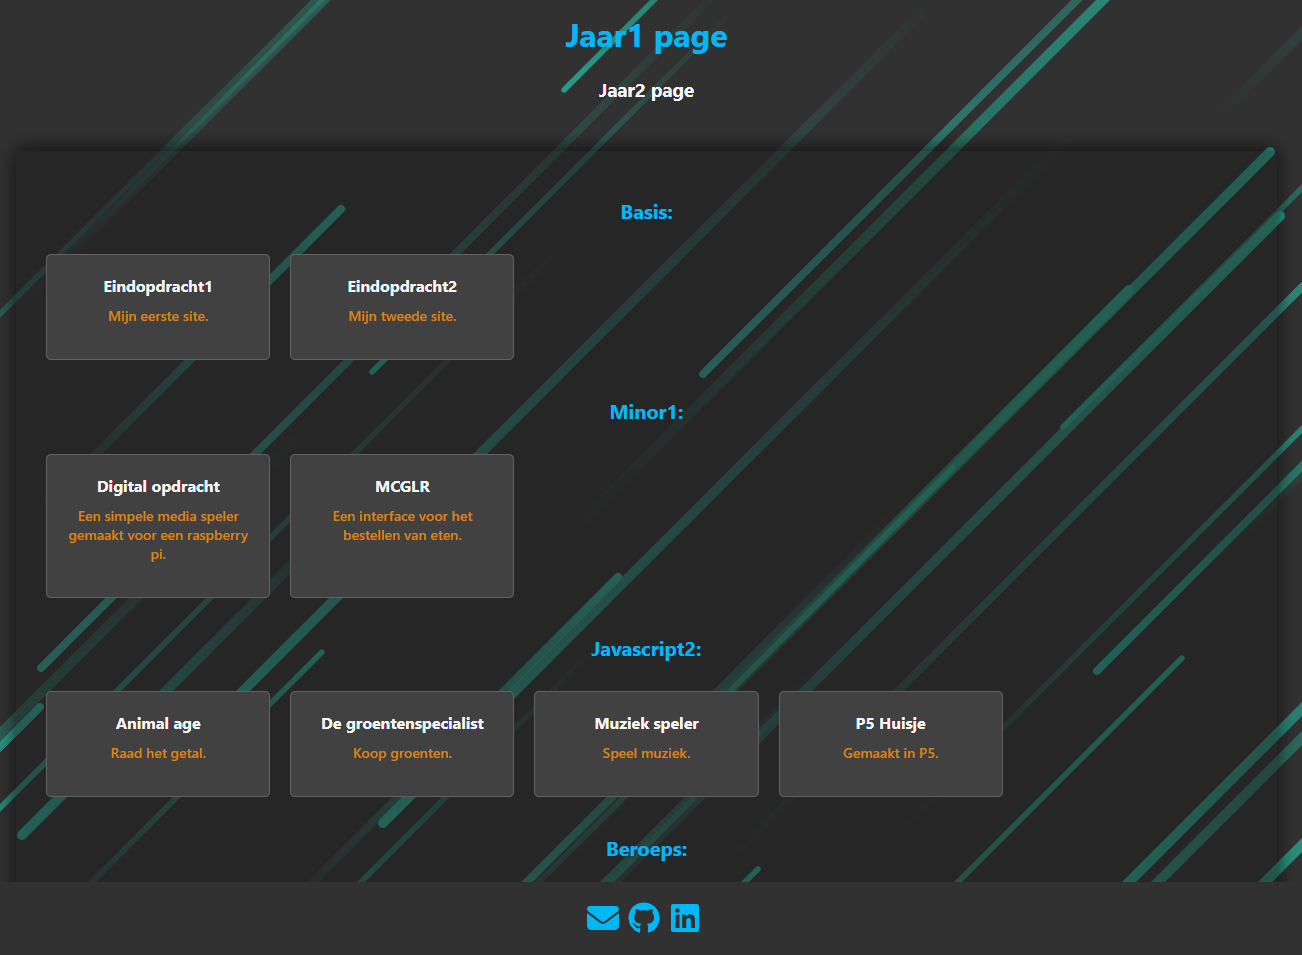 Jaar1 page
Jaar2 page
Basis:
Eindopdracht1
Mijn eerste site.
Eindopdracht2
Mijn tweede site.
Minor1:
Digital opdracht
Een simpele media speler
gemaakt voor een raspberry
pi.
MCGLR
Een interface voor het
bestellen van eten.
Javascript2:
Animal age
Raad het getal.
De groentenspecialist
Koop groenten.
Muziek speler
Speel muziek.
P5 Huisje
Gemaakt in P5.
Beroeps:
in